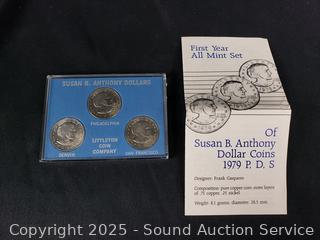 SUSAN B. ANTHONY DOLLARS
PHILADELPHIA
LITTLETON
COIN
COMPANY
DENVER
SAN FRANCISCO
First Year
All Mint Set
Of
Susan B. Anthony
Dollar Coins
1979 P, D, S
Designer: Frank Gasparro
Composition: pure copper core; outer layers
of .75 copper, .25 nickel
Weight: 8.1 grams; diameter: 26.5 mm.
Copyright 2025 - Sound Auction Service